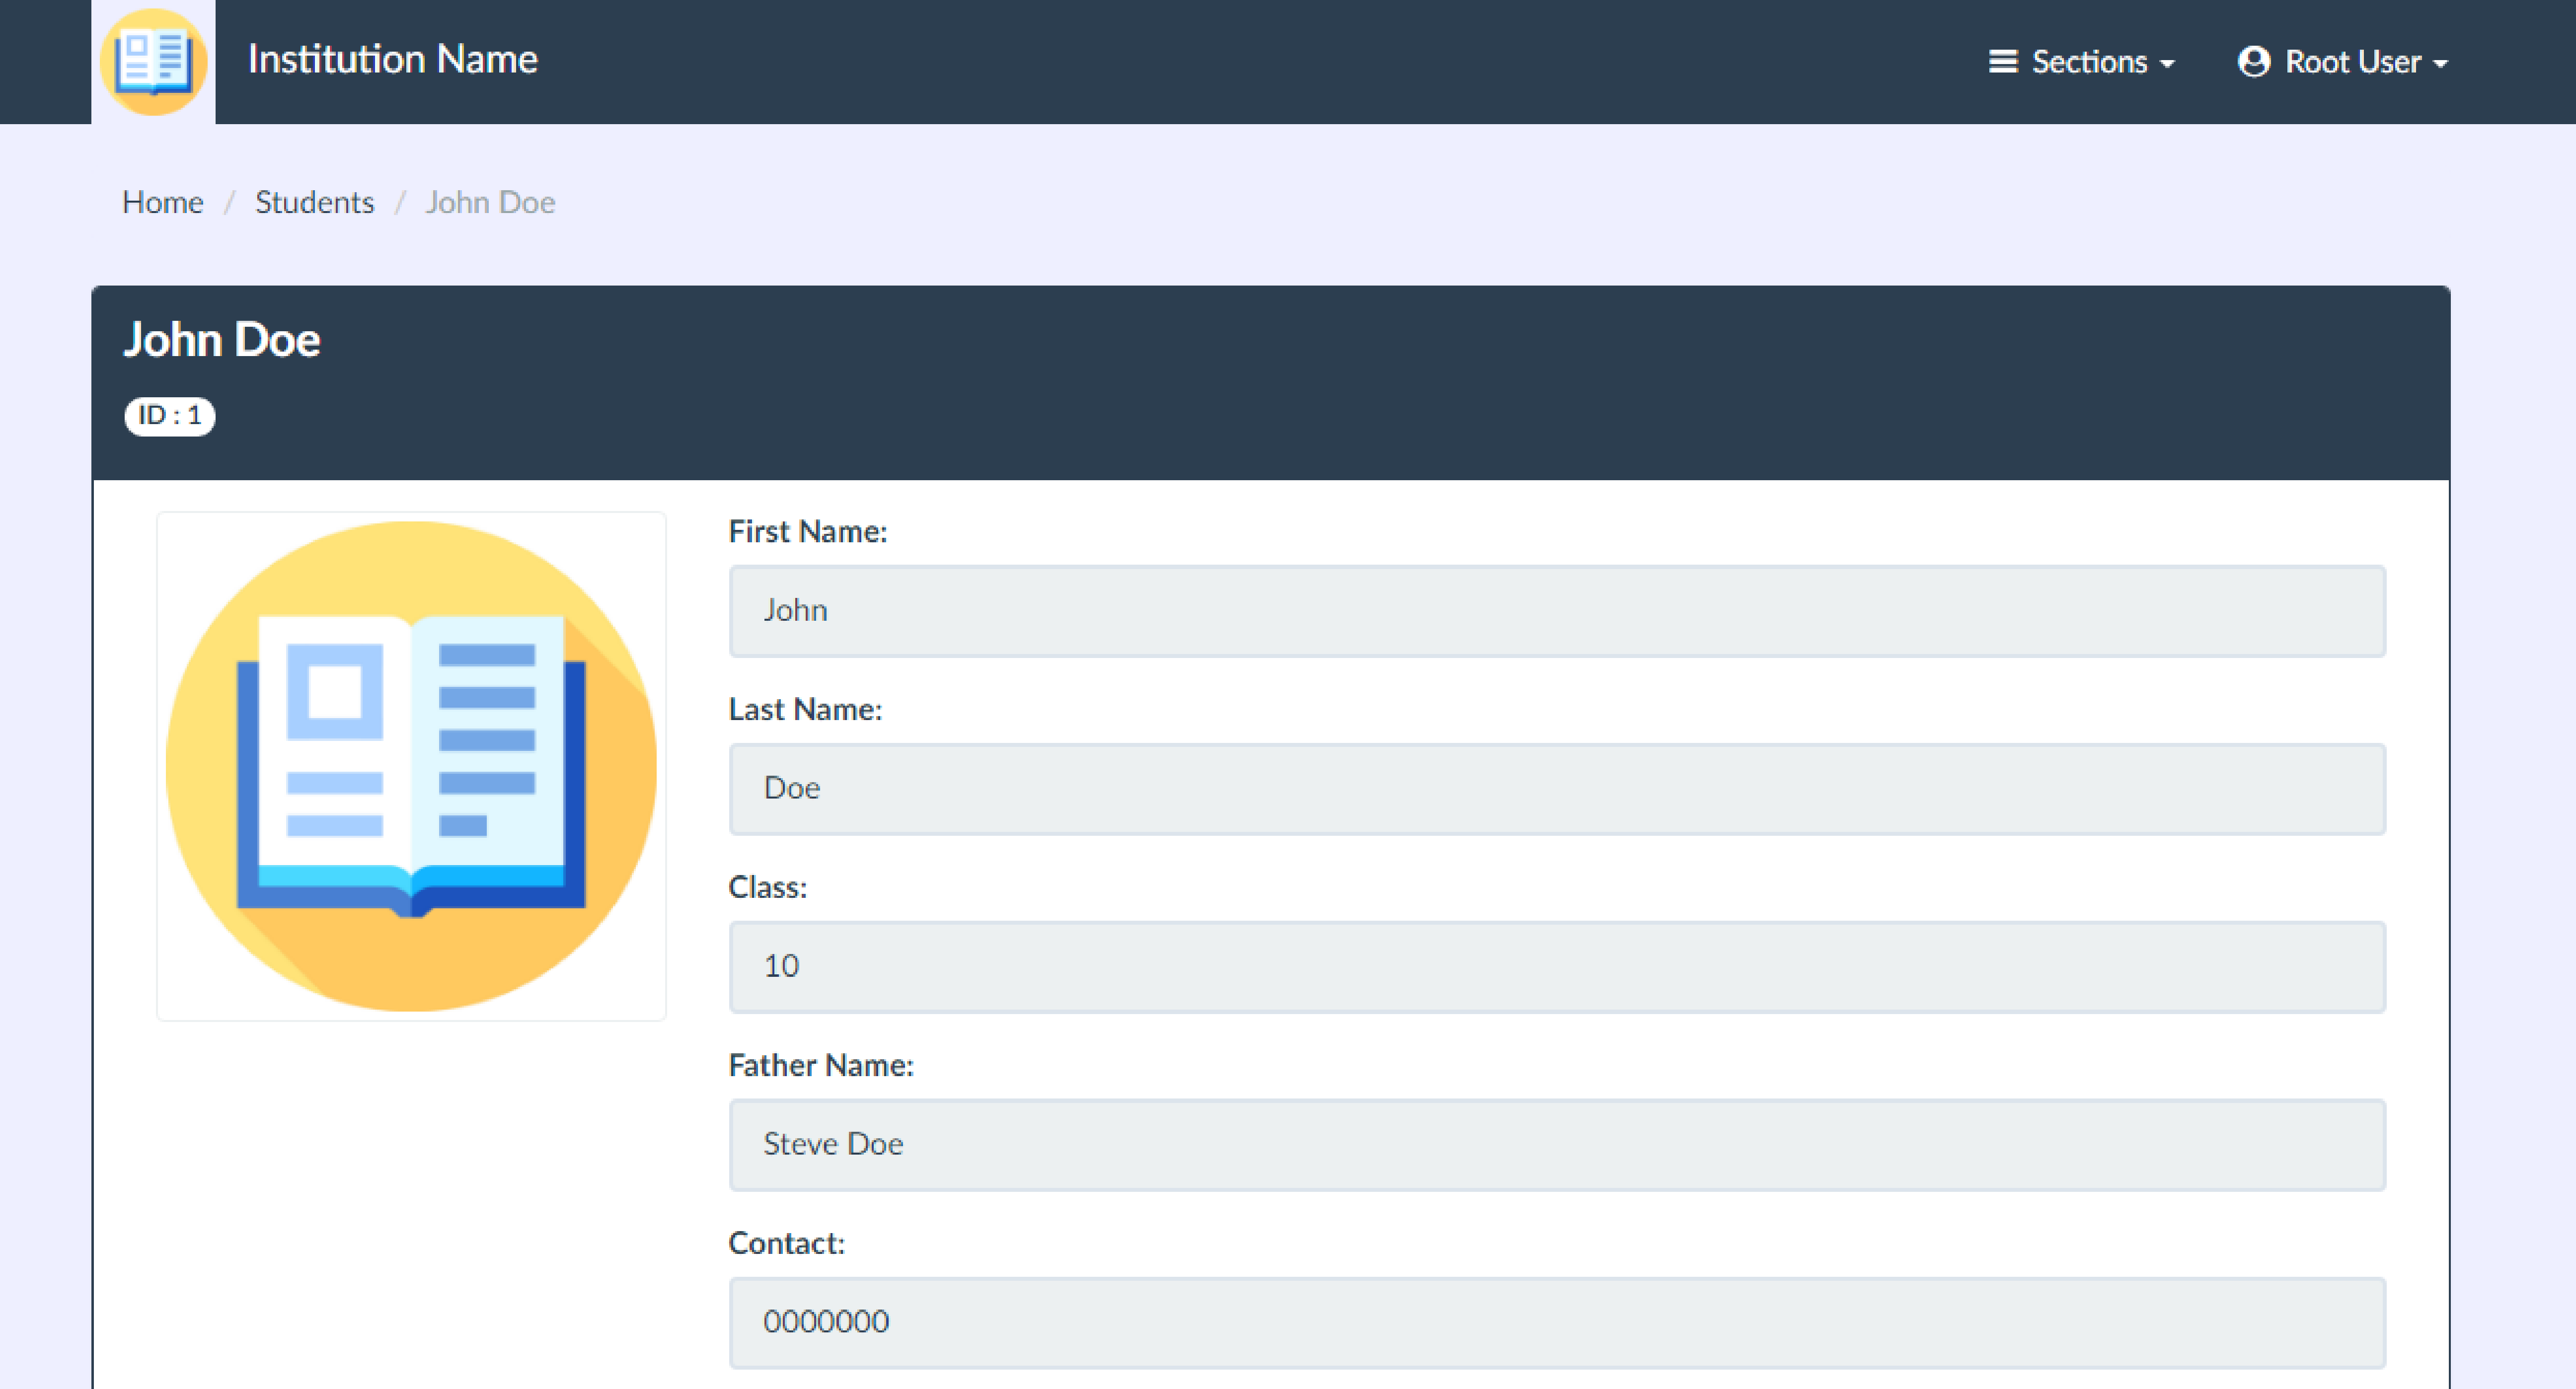 Institution Name
Sections
Root User
Home / Students / John Doe
John Doe
ID : 1
First Name:
John
Last Name:
Doe
Class:
10
Father Name:
Steve Doe
Contact:
0000000